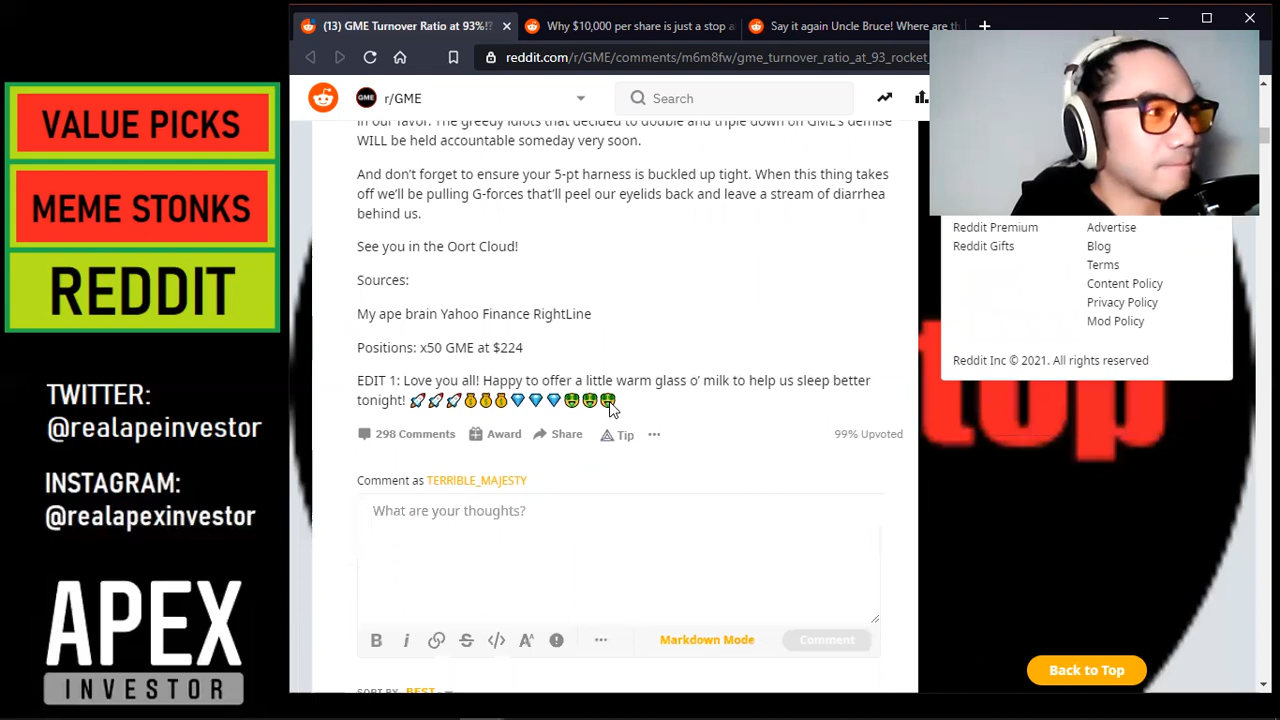 (13) GME Turnover Ratio at 93%!?
Why $10,000 per share is just a stop a
Say it again Uncle Bruce! Where are th
reddit.com/r/GME/comments/m6m8fw/gme_turnover_ratio_at_93_rocket_
r/GME
Search
VALUE PICKS
MEME STONKS
REDDIT
TWITTER:
@realapeinvestor
INSTAGRAM:
@realapexinvestor
APEX
INVESTOR
in our favor. The greedy idiots that decided to double and triple down on GME's demise
WILL be held accountable someday very soon.
And don't forget to ensure your 5-pt harness is buckled up tight. When this thing takes
off we'll be pulling G-forces that'll peel our eyelids back and leave a stream of diarrhea
behind us.
See you in the Oort Cloud!
Sources:
My ape brain Yahoo Finance RightLine
Positions: x50 GME at $224
EDIT 1: Love you all! Happy to offer a little warm glass o' milk to help us sleep better
tonight! 🚀🚀🚀🏅🏅🏅💎💎💎🤑🤑🤑
298 Comments Award Share Tip ··· 99% Upvoted
Comment as TERRIBLE_MAJESTY
What are your thoughts?
B i A ··· Markdown Mode Comment
SORT BY BEST
Reddit Premium Advertise
Reddit Gifts Blog
Terms
Content Policy
Privacy Policy
Mod Policy
Reddit Inc © 2021. All rights reserved
top
Back to Top